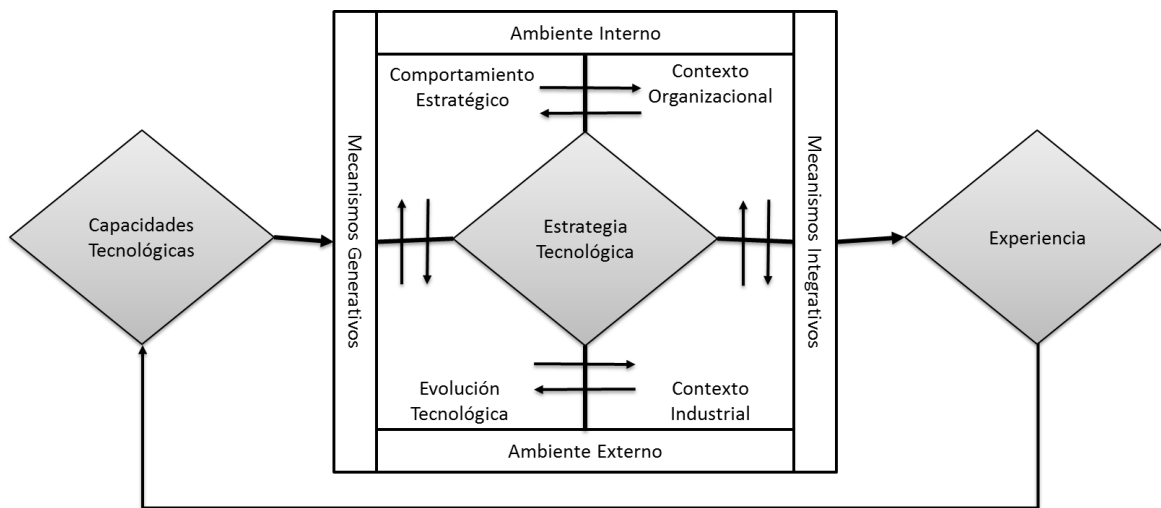 Ambiente Interno
Comportamiento
Estratégico
Contexto
Organizacional
Mecanismos Generativos
Mecanismos Integrativos
Capacidades
Tecnológicas
Estrategia
Tecnológica
Experiencia
Evolución
Tecnológica
Contexto
Industrial
Ambiente Externo